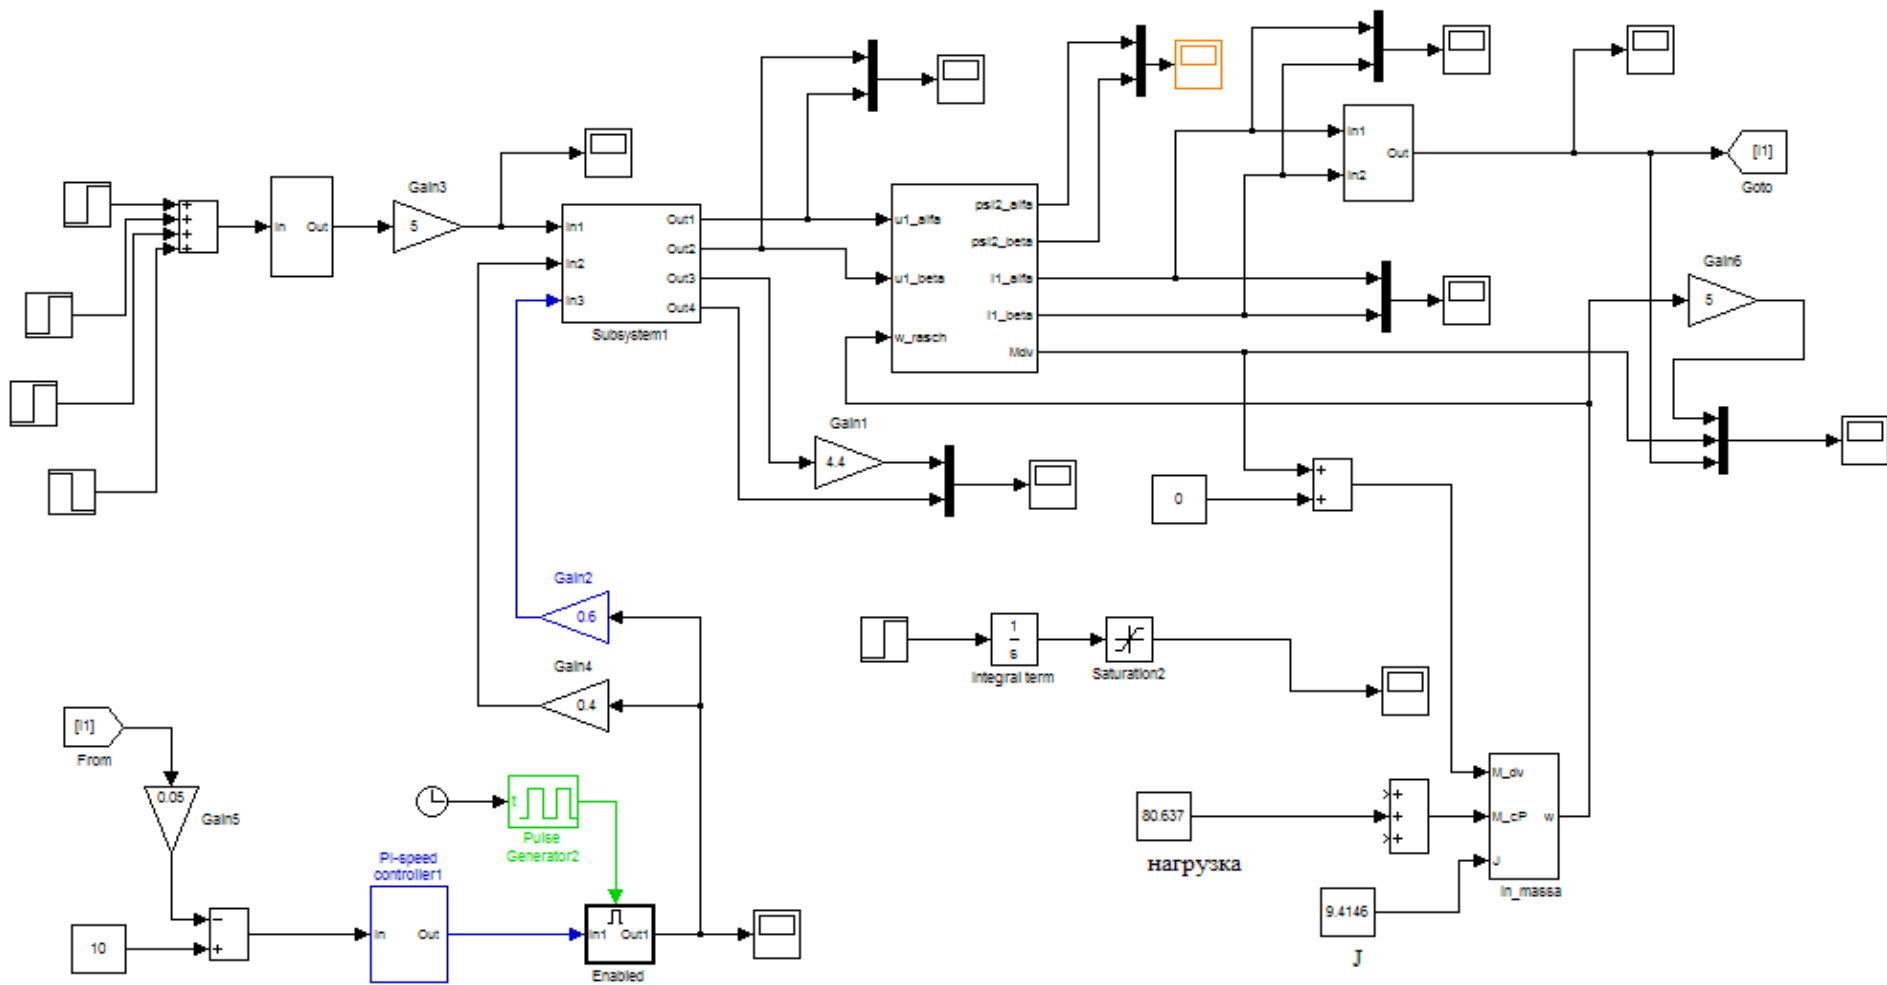 In1
Out
In2
[I1]
Goto
Gain3
5
In
Out
In1
In2
In3
Out1
Out2
Out3
Out4
Subsystem1
u1_alfa
u1_beta
w_rasch
psi2_alfa
psi2_beta
I1_alfa
I1_beta
Mdv
Gain6
5
Gain1
4.4
0
Gain2
0.6
Gain4
0.4
1
s
Integral term
Saturation2
[I1]
From
0.05
Gain5
t
Pulse
Generator2
80.637
нагрузка
M_dv
M_cP
J
w
In_massa
9.4146
J
PI-speed
controller1
10
In
Out
In1
Out1
Enabled